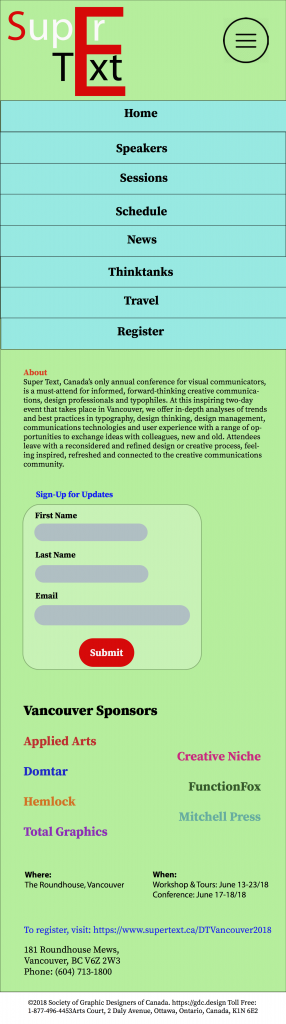 Super
Text
Home
Speakers
Sessions
Schedule
News
Thinktanks
Travel
Register
About
Super Text, Canada's only annual conference for visual communicators,
is a must-attend for informed, forward-thinking creative communica-
tions, design professionals and typophiles. At this inspiring two-day
event that takes place in Vancouver, we offer in-depth analyses of trends
and best practices in typography, design thinking, design management,
communications technologies and user experience with a range of op-
portunities to exchange ideas with colleagues, new and old. Attendees
leave with a reconsidered and refined design or creative process, feel-
ing inspired, refreshed and connected to the creative communications
community.
Sign-Up for Updates
First Name
Last Name
Email
Submit
Vancouver Sponsors
Applied Arts
Creative Niche
Domtar
FunctionFox
Hemlock
Mitchell Press
Total Graphics
Where:
The Roundhouse, Vancouver
When:
Workshop & Tours: June 13-23/18
Conference: June 17-18/18
To register, visit: https://www.supertext.ca/DTVancouver2018
181 Roundhouse Mews,
Vancouver, BC V6Z 2W3
Phone: (604) 713-1800
©2018 Society of Graphic Designers of Canada. https://gdc.design Toll Free:
1-877-496-4453Arts Court, 2 Daly Avenue, Ottawa, Ontario, Canada, K1N 6E2